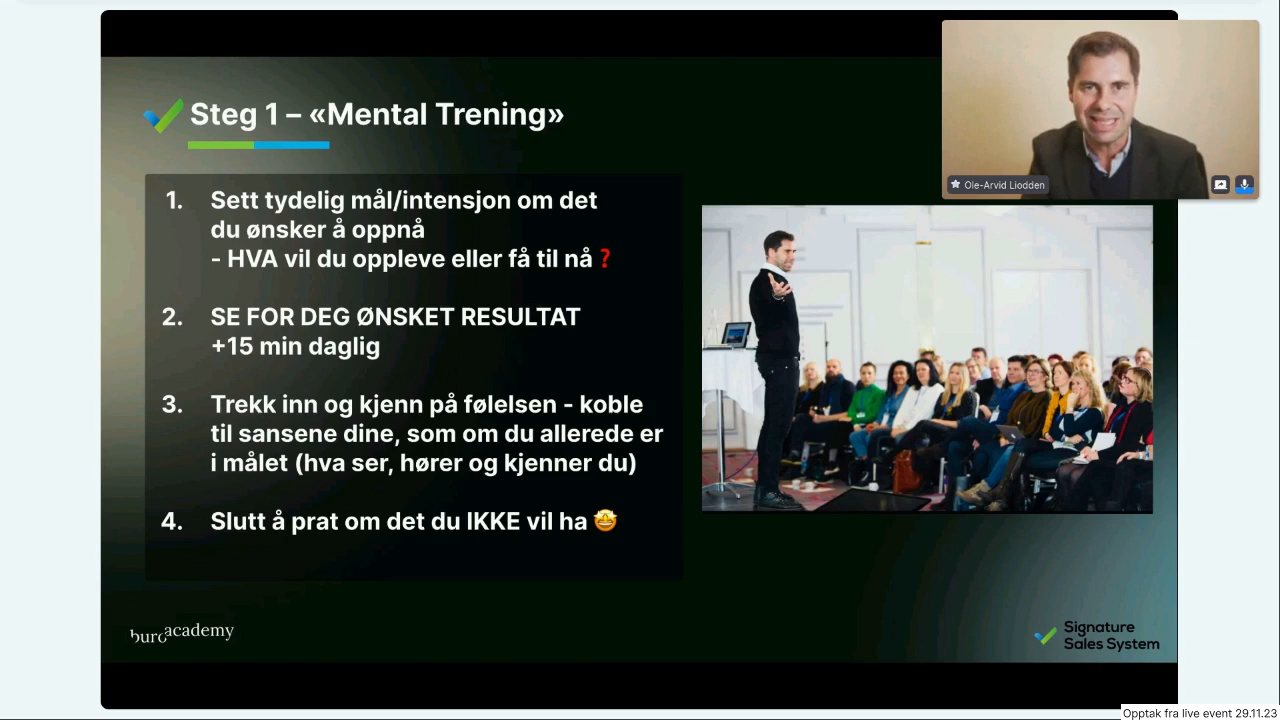 Steg 1 – «Mental Trening»
1. Sett tydelig mål/intensjon om det
du ønsker å oppnå
- HVA vil du oppleve eller få til nå ❓
2. SE FOR DEG ØNSKET RESULTAT
+15 min daglig
3. Trekk inn og kjenn på følelsen - koble
til sansene dine, som om du allerede er
i målet (hva ser, hører og kjenner du)
4. Slutt å prat om det du IKKE vil ha 🤩
Ole-Arvid Liodden
buro academy
Signature
Sales System
Opptak fra live event 29.11.23